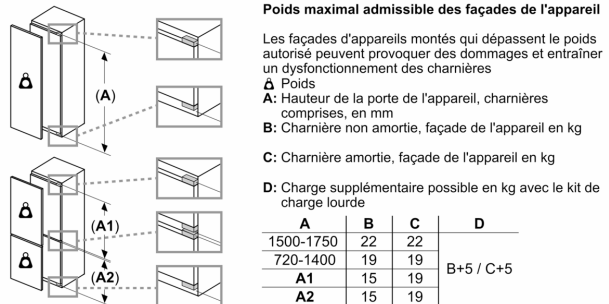 Poids maximal admissible des façades de l'appareil
Les façades d'appareils montés qui dépassent le poids
autorisé peuvent provoquer des dommages et entraîner
un dysfonctionnement des charnières
Poids
A: Hauteur de la porte de l'appareil, charnières
comprises, en mm
B: Charnière non amortie, façade de l'appareil en kg
C: Charnière amortie, façade de l'appareil en kg
D: Charge supplémentaire possible en kg avec le kit de
charge lourde
A B C D
1500-1750 22 22
720-1400 19 19
B+5 / C+5
A1 15 19
A2 15 19
(A)
(A1)
(A2)